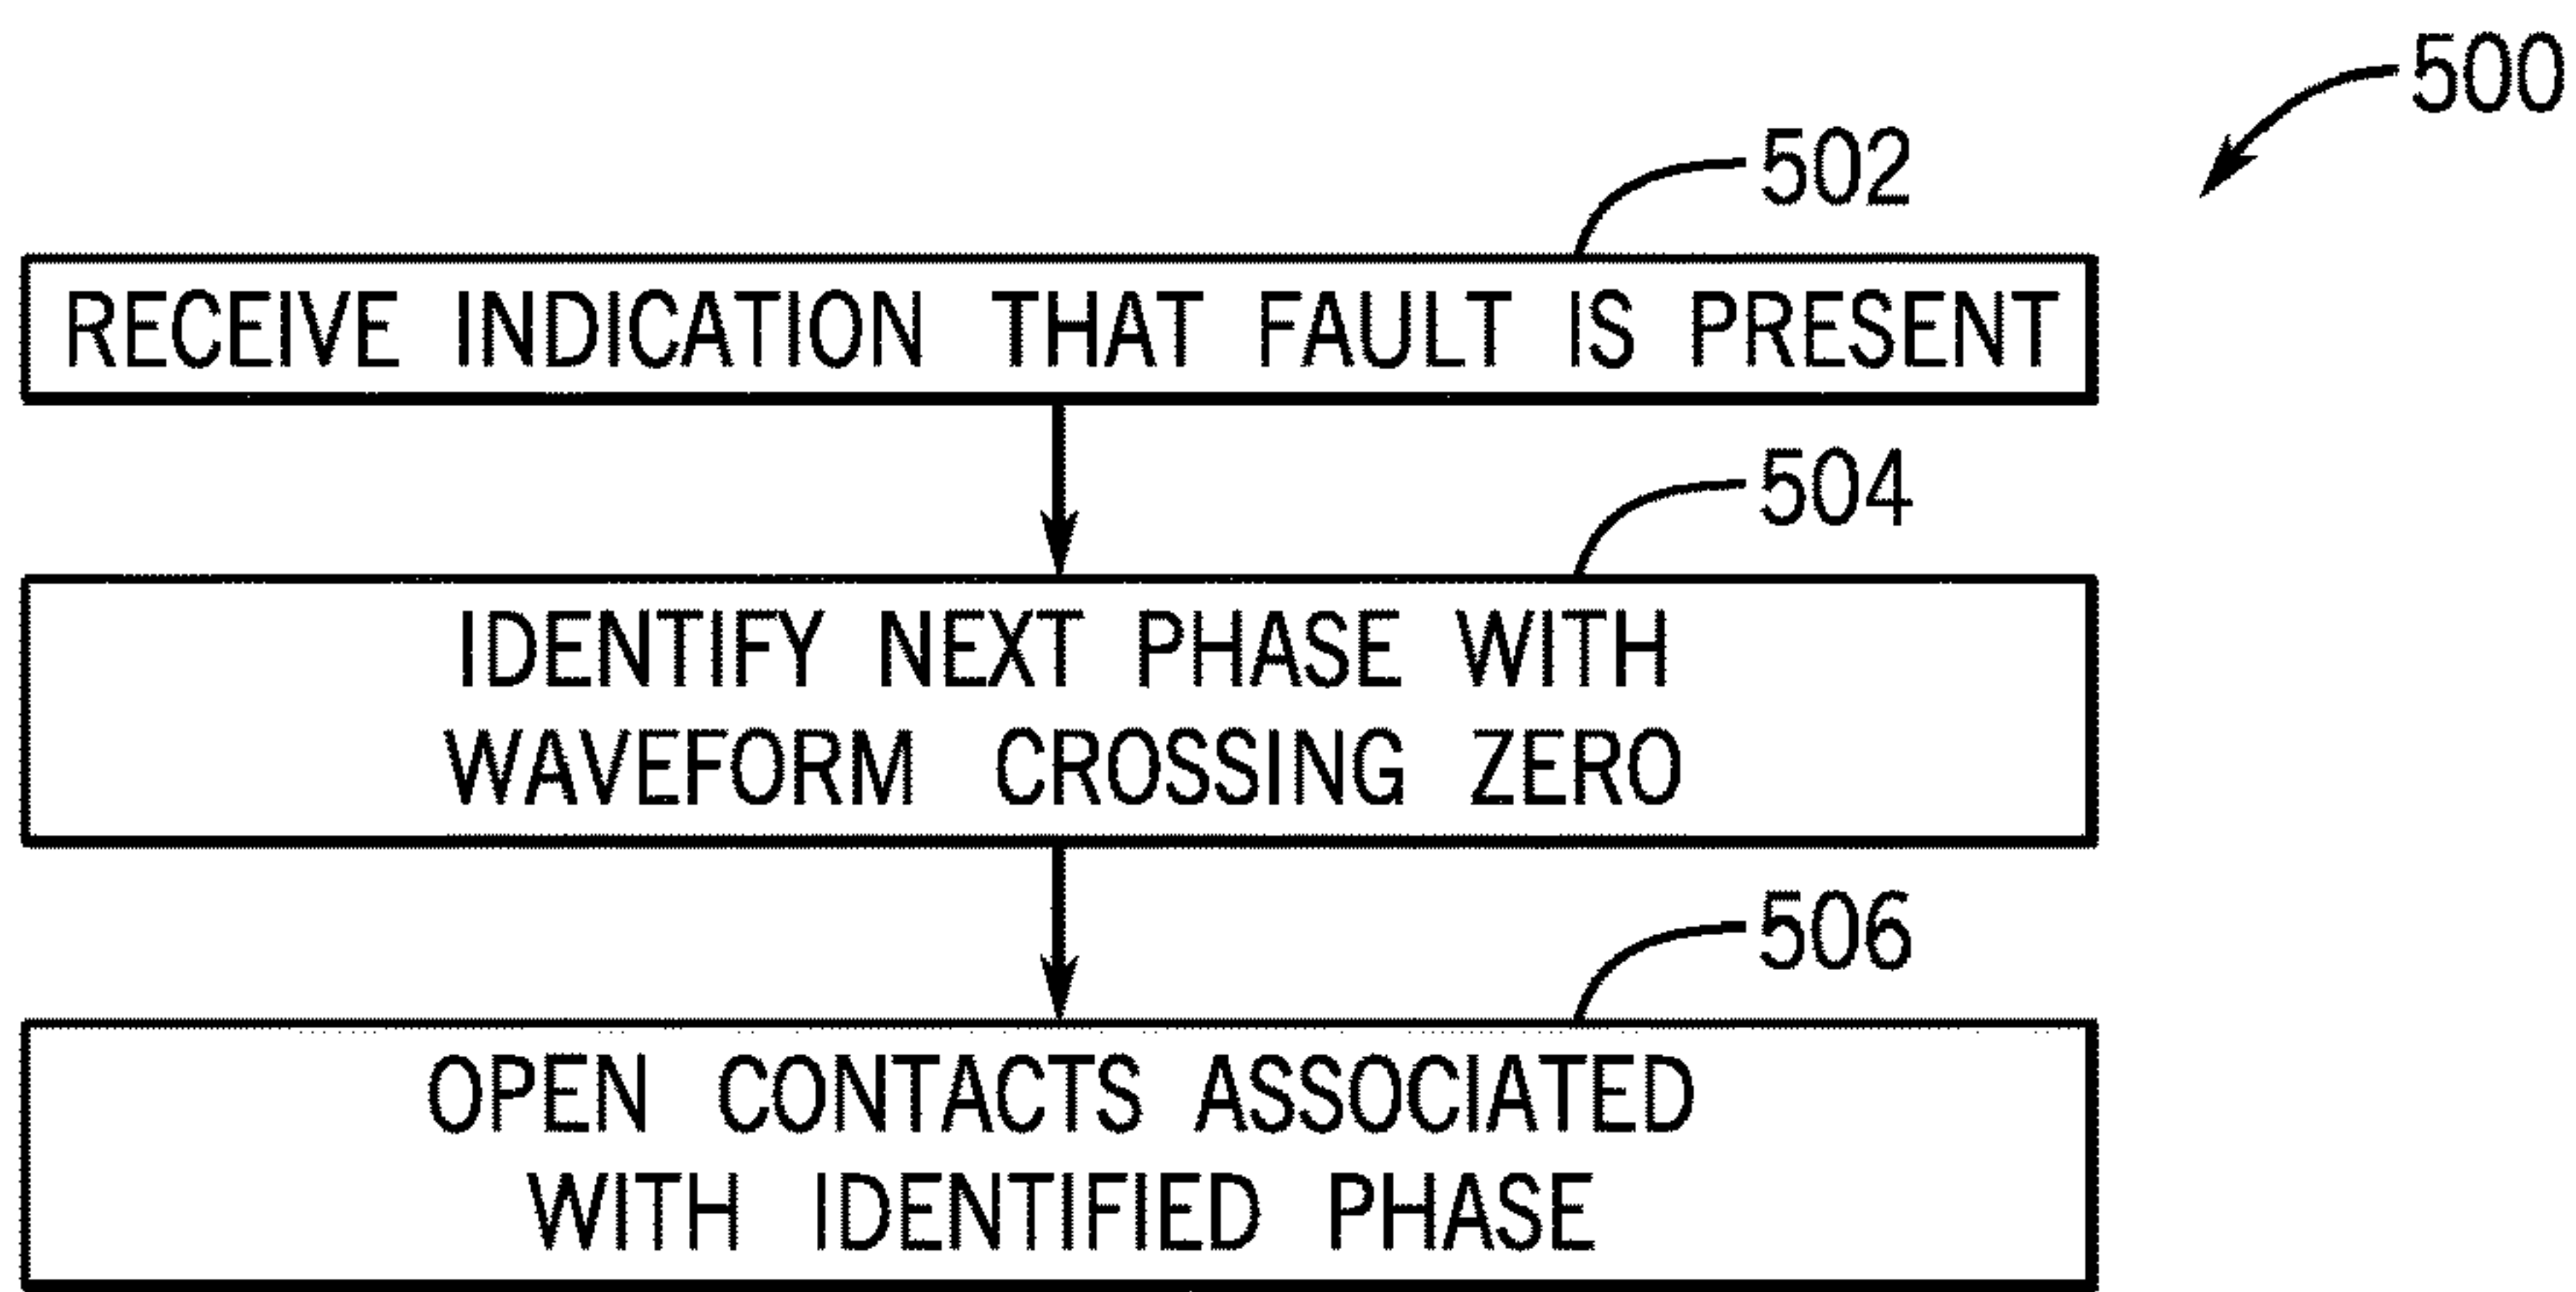 500
502
RECEIVE INDICATION THAT FAULT IS PRESENT
504
IDENTIFY NEXT PHASE WITH
WAVEFORM CROSSING ZERO
506
OPEN CONTACTS ASSOCIATED
WITH IDENTIFIED PHASE